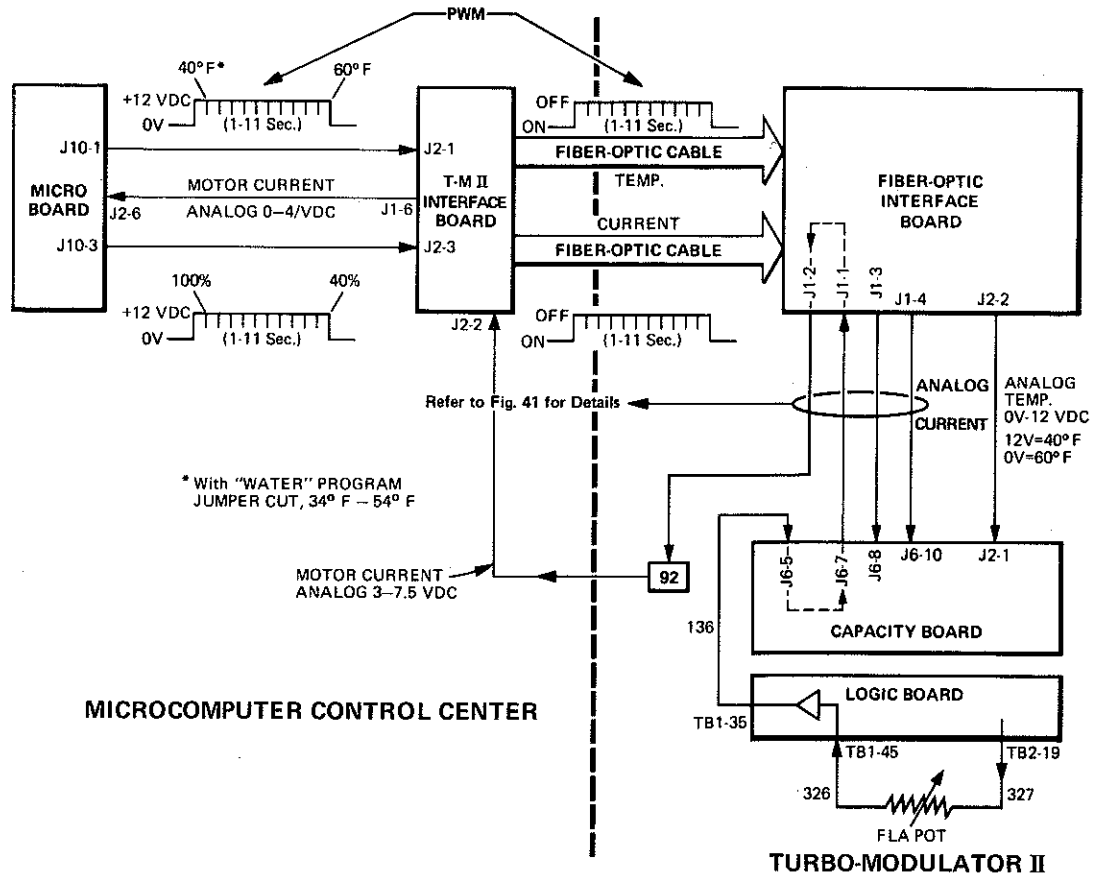 PWM
40° F*
60° F
+12 VDC
0V
(1-11 Sec.)
OFF
ON
(1-11 Sec.)
J10-1
J2-1
FIBER-OPTIC CABLE
TEMP.
MICRO
BOARD
J2-6
MOTOR CURRENT
ANALOG 0–4/VDC
J1-6
T-M II
INTERFACE
BOARD
FIBER-OPTIC
INTERFACE
BOARD
J10-3
J2-3
CURRENT
FIBER-OPTIC CABLE
J1-2
J1-1
J1-3
J1-4
J2-2
100%
40%
+12 VDC
0V
(1-11 Sec.)
J2-2
OFF
ON
(1-11 Sec.)
Refer to Fig. 41 for Details
ANALOG
CURRENT
ANALOG
TEMP.
0V-12 VDC
12V=40° F
0V=60° F
* With "WATER" PROGRAM
JUMPER CUT, 34° F – 54° F
MOTOR CURRENT
ANALOG 3–7.5 VDC
92
J6-5
J6-7
J6-8
J6-10
J2-1
CAPACITY BOARD
136
LOGIC BOARD
TB1-35
TB1-45
TB2-19
326
327
FLA POT
MICROCOMPUTER CONTROL CENTER
TURBO-MODULATOR II